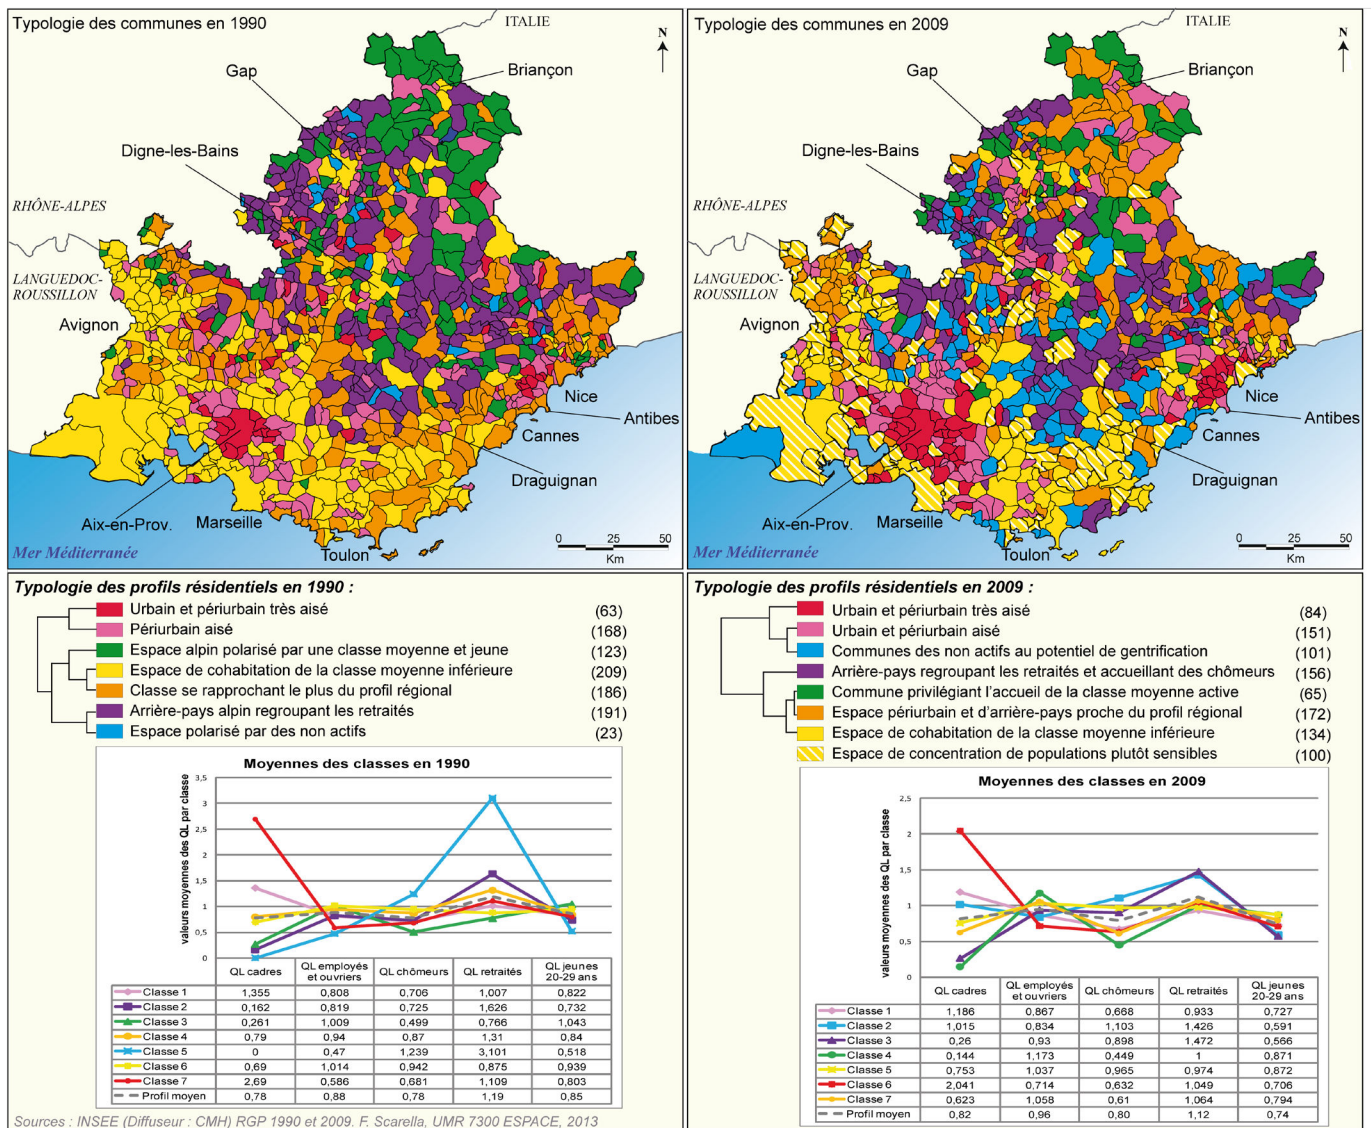 Typologie des communes en 1990
ITALIE
N
Gap
Briançon
Digne-les-Bains
RHÔNE-ALPES
LANGUEDOC-
ROUSSILLON
Avignon
Nice
Antibes
Cannes
Draguignan
Aix-en-Prov.
Marseille
Toulon
Mer Méditerranée
0 25 50
Km
Typologie des communes en 2009
ITALIE
N
Gap
Briançon
Digne-les-Bains
RHÔNE-ALPES
LANGUEDOC-
ROUSSILLON
Avignon
Nice
Antibes
Cannes
Draguignan
Aix-en-Prov.
Marseille
Toulon
Mer Méditerranée
0 25 50
Km
Typologie des profils résidentiels en 1990 :
Urbain et périurbain très aisé (63)
Périurbain aisé (168)
Espace alpin polarisé par une classe moyenne et jeune (123)
Espace de cohabitation de la classe moyenne inférieure (209)
Classe se rapprochant le plus du profil régional (186)
Arrière-pays alpin regroupant les retraités (191)
Espace polarisé par des non actifs (23)
Moyennes des classes en 1990
valeurs moyennes des QL par classe
3,5
3
2,5
2
1,5
1
0,5
0
QL cadres QL employés et ouvriers QL chômeurs QL retraités QL jeunes 20-29 ans
Classe 1 1,355 0,808 0,706 1,007 0,822
Classe 2 0,162 0,819 0,725 1,626 0,732
Classe 3 0,261 1,009 0,499 0,766 1,043
Classe 4 0,79 0,94 0,87 1,31 0,84
Classe 5 0 0,47 1,239 3,101 0,518
Classe 6 0,69 1,014 0,942 0,875 0,939
Classe 7 2,69 0,586 0,681 1,109 0,803
Profil moyen 0,78 0,88 0,78 1,19 0,85
Sources : INSEE (Diffuseur : CMH) RGP 1990 et 2009. F. Scarella, UMR 7300 ESPACE, 2013
Typologie des profils résidentiels en 2009 :
Urbain et périurbain très aisé (84)
Urbain et périurbain aisé (151)
Communes des non actifs au potentiel de gentrification (101)
Arrière-pays regroupant les retraités et accueillant des chômeurs (156)
Commune privilégiant l'accueil de la classe moyenne active (65)
Espace périurbain et d'arrière-pays proche du profil régional (172)
Espace de cohabitation de la classe moyenne inférieure (134)
Espace de concentration de populations plutôt sensibles (100)
Moyennes des classes en 2009
valeurs moyennes des QL par classe
2,5
2
1,5
1
0,5
0
QL cadres QL employés et ouvriers QL chômeurs QL retraités QL jeunes 20-29 ans
Classe 1 1,186 0,867 0,668 0,933 0,727
Classe 2 1,015 0,834 1,103 1,426 0,591
Classe 3 0,26 0,93 0,898 1,472 0,566
Classe 4 0,144 1,173 0,449 1 0,871
Classe 5 0,753 1,037 0,965 0,974 0,872
Classe 6 2,041 0,714 0,632 1,049 0,706
Classe 7 0,623 1,058 0,61 1,064 0,794
Profil moyen 0,82 0,96 0,80 1,12 0,74